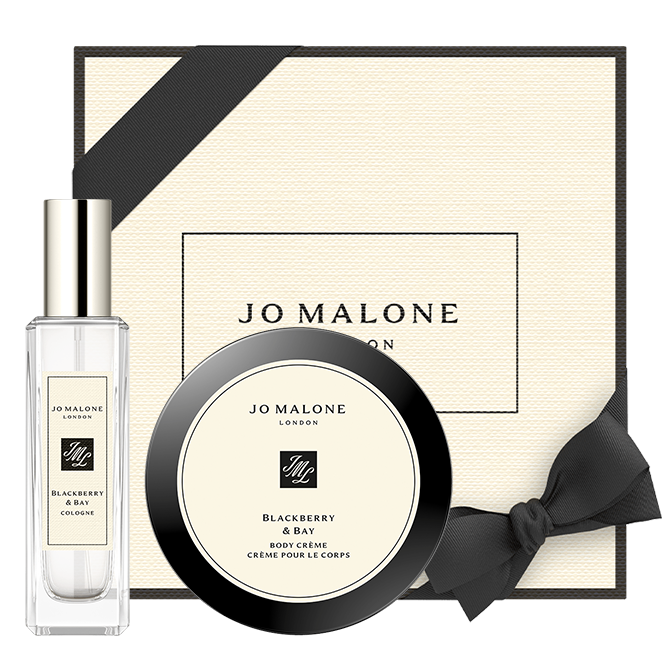 JO MALONE
ON
JO MALONE
LONDON
JML
BLACKBERRY
& BAY
COLOGNE
JO MALONE
LONDON
JML
BLACKBERRY
& BAY
BODY CRÈME
CRÈME POUR LE CORPS